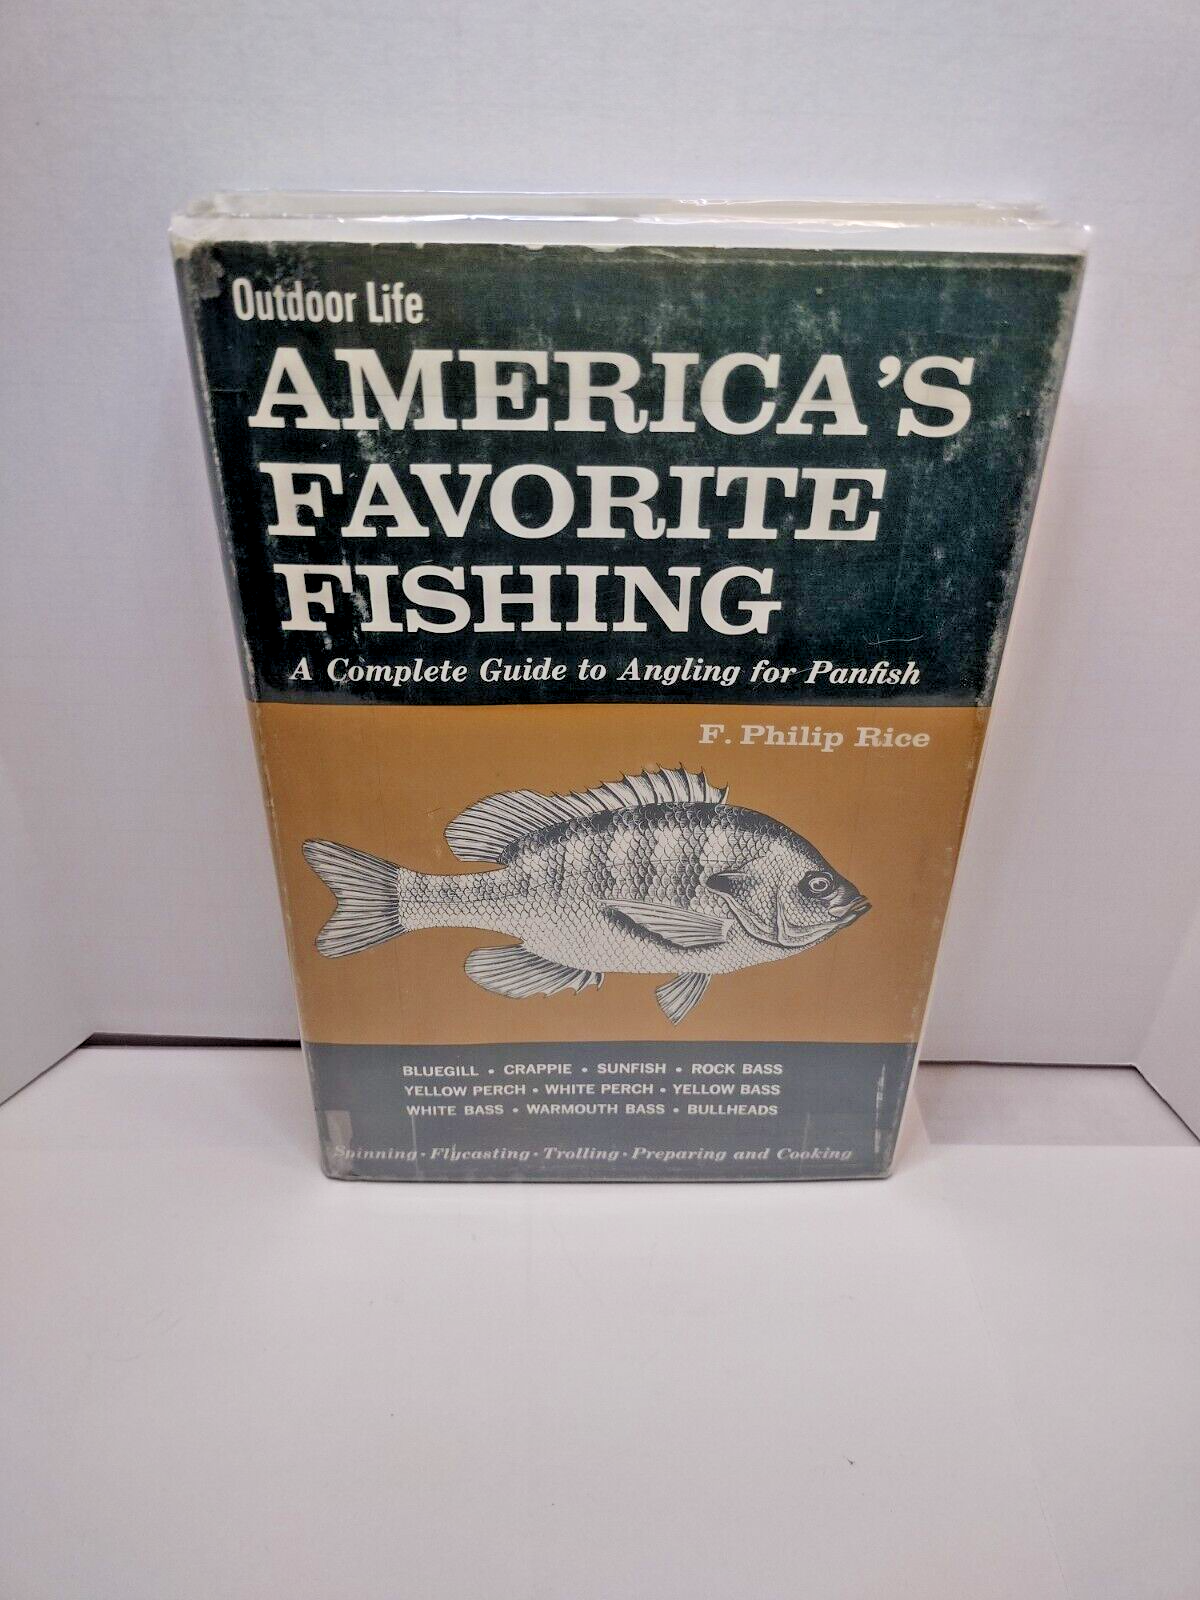 Outdoor Life
AMERICA'S
FAVORITE
FISHING
A Complete Guide to Angling for Panfish
F. Philip Rice
BLUEGILL • CRAPPIE • SUNFISH • ROCK BASS
YELLOW PERCH • WHITE PERCH • YELLOW BASS
WHITE BASS • WARMOUTH BASS • BULLHEADS
Spinning • Flycasting • Trolling • Preparing and Cooking